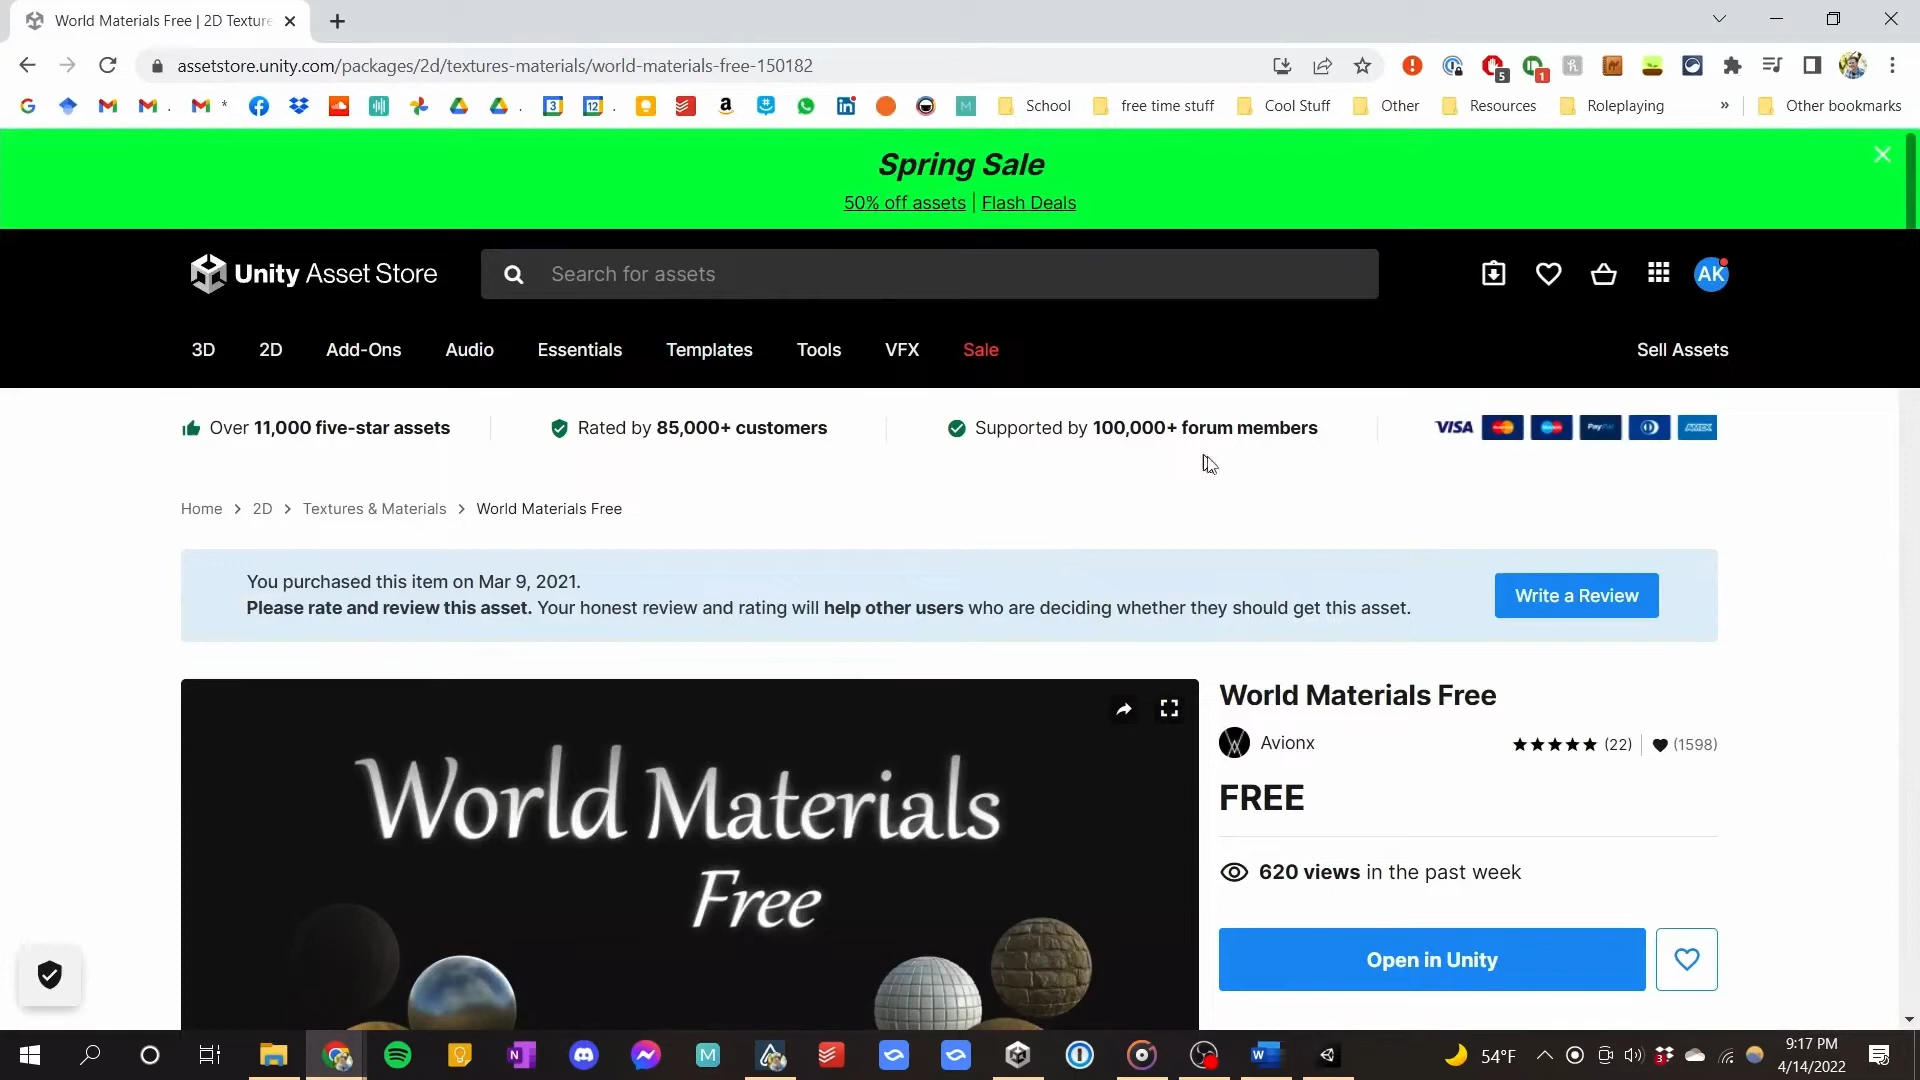 World Materials Free | 2D Texture
assetstore.unity.com/packages/2d/textures-materials/world-materials-free-150182
School
free time stuff
Cool Stuff
Other
Resources
Roleplaying
»
Other bookmarks
Spring Sale
50% off assets | Flash Deals
Unity Asset Store
Search for assets
AK
3D
2D
Add-Ons
Audio
Essentials
Templates
Tools
VFX
Sale
Sell Assets
Over 11,000 five-star assets
Rated by 85,000+ customers
Supported by 100,000+ forum members
VISA
PayPal
AMEX
Home > 2D > Textures & Materials > World Materials Free
You purchased this item on Mar 9, 2021.
Please rate and review this asset. Your honest review and rating will help other users who are deciding whether they should get this asset.
Write a Review
World Materials
Free
World Materials Free
Avionx
★★★★★ (22)
(1598)
FREE
620 views in the past week
Open in Unity
54°F
9:17 PM
4/14/2022